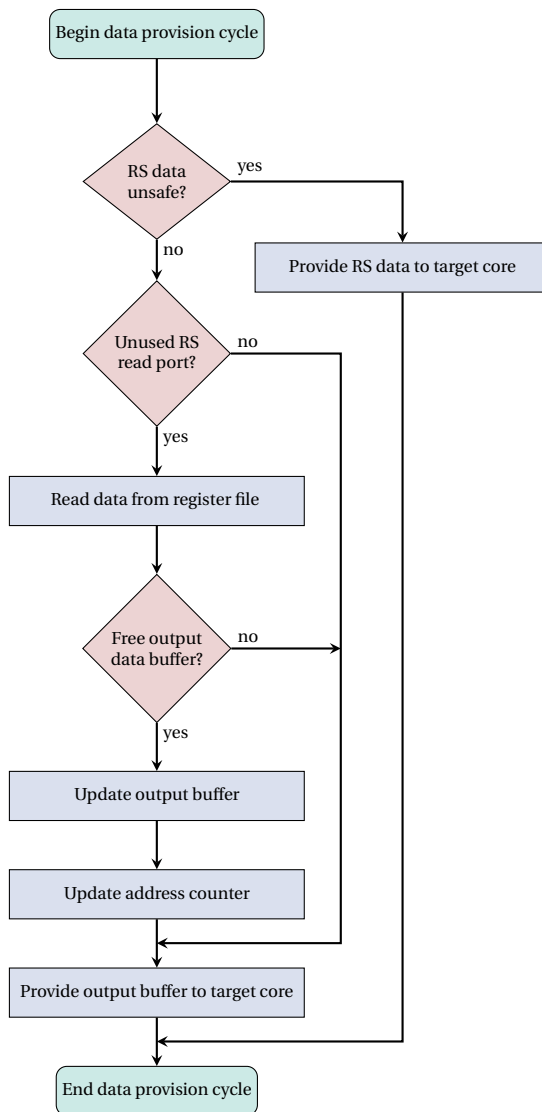 Begin data provision cycle
RS data
unsafe?
yes
no
Provide RS data to target core
Unused RS
read port?
no
yes
Read data from register file
Free output
data buffer?
no
yes
Update output buffer
Update address counter
Provide output buffer to target core
End data provision cycle